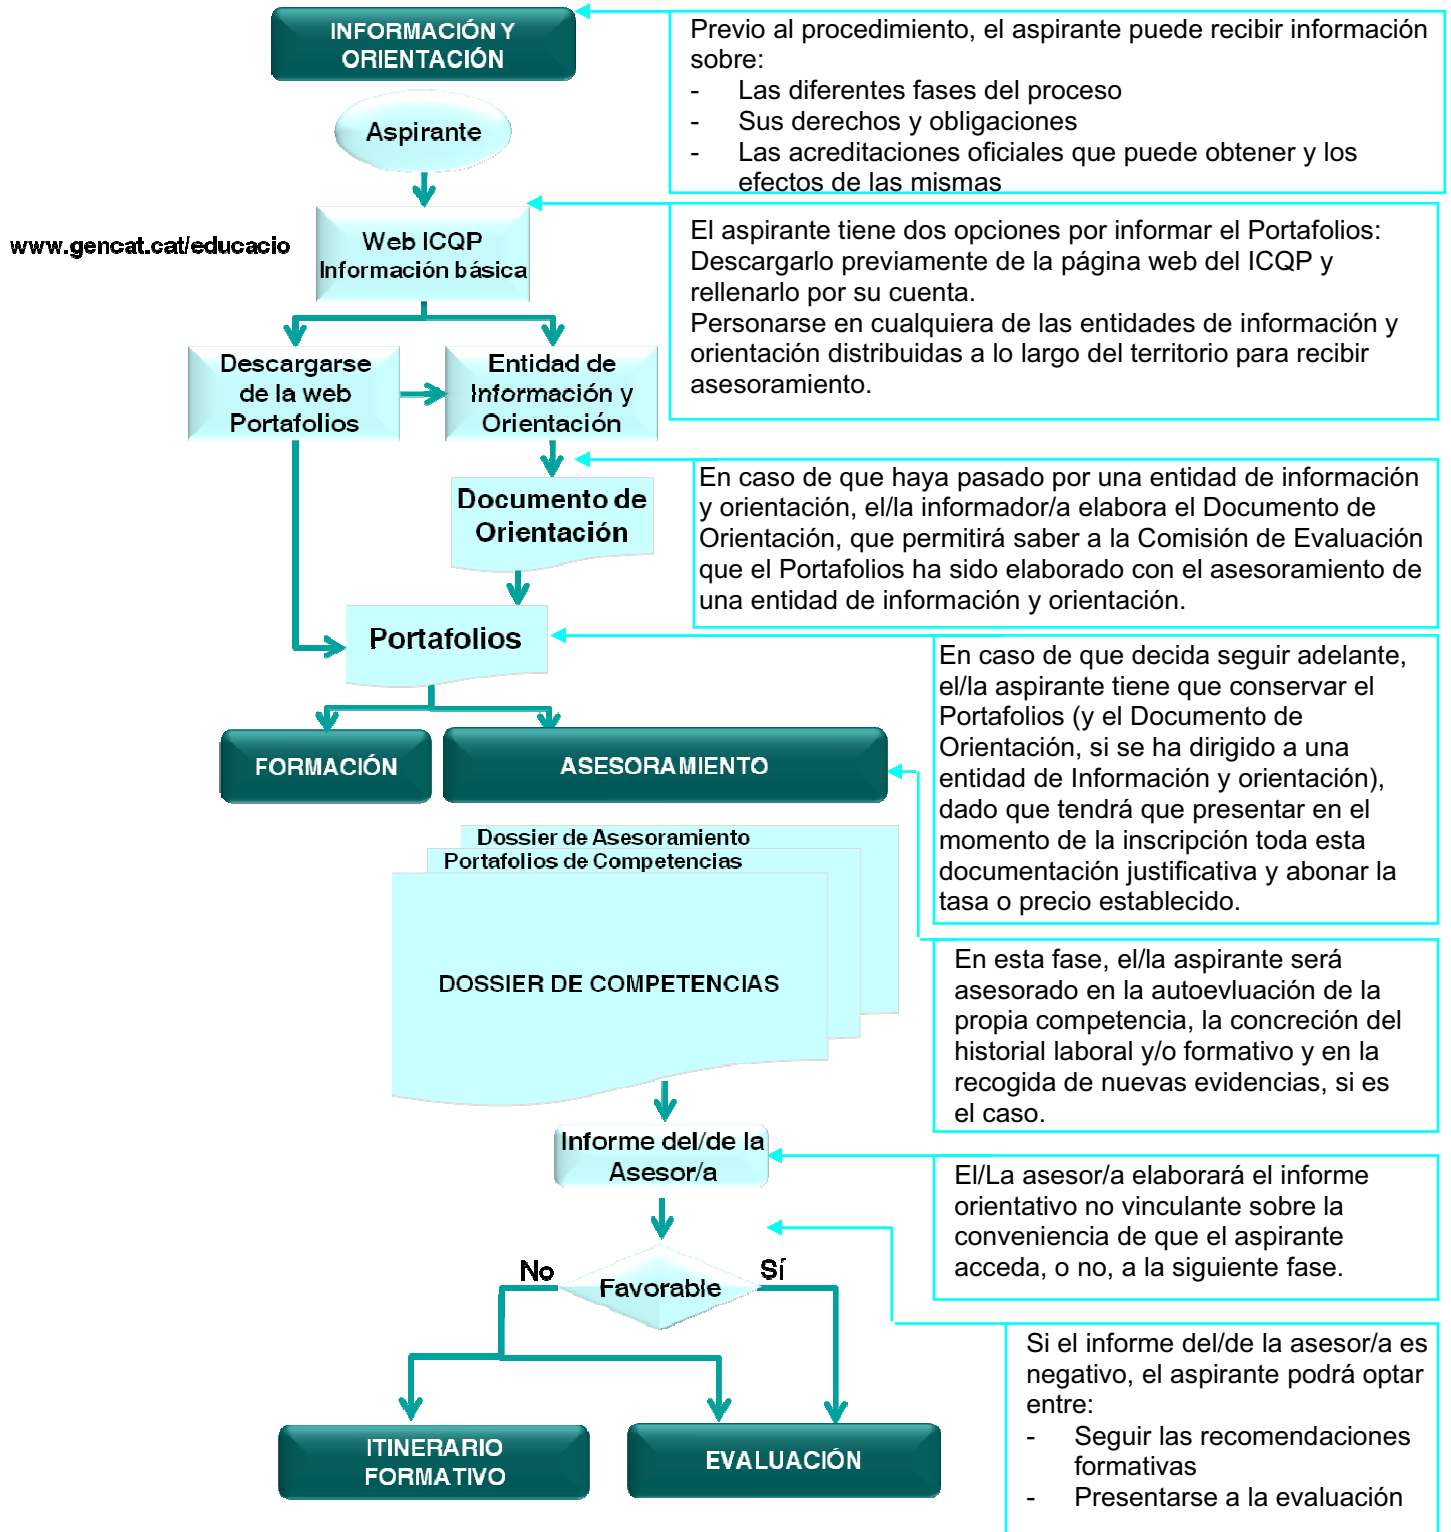 INFORMACIÓN Y
ORIENTACIÓN
Previo al procedimiento, el aspirante puede recibir información
sobre:
- Las diferentes fases del proceso
- Sus derechos y obligaciones
- Las acreditaciones oficiales que puede obtener y los
efectos de las mismas
Aspirante
www.gencat.cat/educacio
Web ICQP
Información básica
El aspirante tiene dos opciones por informar el Portafolios:
Descargarlo previamente de la página web del ICQP y
rellenarlo por su cuenta.
Personarse en cualquiera de las entidades de información y
orientación distribuidas a lo largo del territorio para recibir
asesoramiento.
Descargarse
de la web
Portafolios
Entidad de
Información y
Orientación
Documento de
Orientación
En caso de que haya pasado por una entidad de información
y orientación, el/la informador/a elabora el Documento de
Orientación, que permitirá saber a la Comisión de Evaluación
que el Portafolios ha sido elaborado con el asesoramiento de
una entidad de información y orientación.
Portafolios
En caso de que decida seguir adelante,
el/la aspirante tiene que conservar el
Portafolios (y el Documento de
Orientación, si se ha dirigido a una
entidad de Información y orientación),
dado que tendrá que presentar en el
momento de la inscripción toda esta
documentación justificativa y abonar la
tasa o precio establecido.
FORMACIÓN
ASESORAMIENTO
Dossier de Asesoramiento
Portafolios de Competencias
DOSSIER DE COMPETENCIAS
En esta fase, el/la aspirante será
asesorado en la autoevluación de la
propia competencia, la concreción del
historial laboral y/o formativo y en la
recogida de nuevas evidencias, si es
el caso.
Informe del/de la
Asesor/a
El/La asesor/a elaborará el informe
orientativo no vinculante sobre la
conveniencia de que el aspirante
acceda, o no, a la siguiente fase.
No
Favorable
Sí
Si el informe del/de la asesor/a es
negativo, el aspirante podrá optar
entre:
- Seguir las recomendaciones
formativas
- Presentarse a la evaluación
ITINERARIO
FORMATIVO
EVALUACIÓN